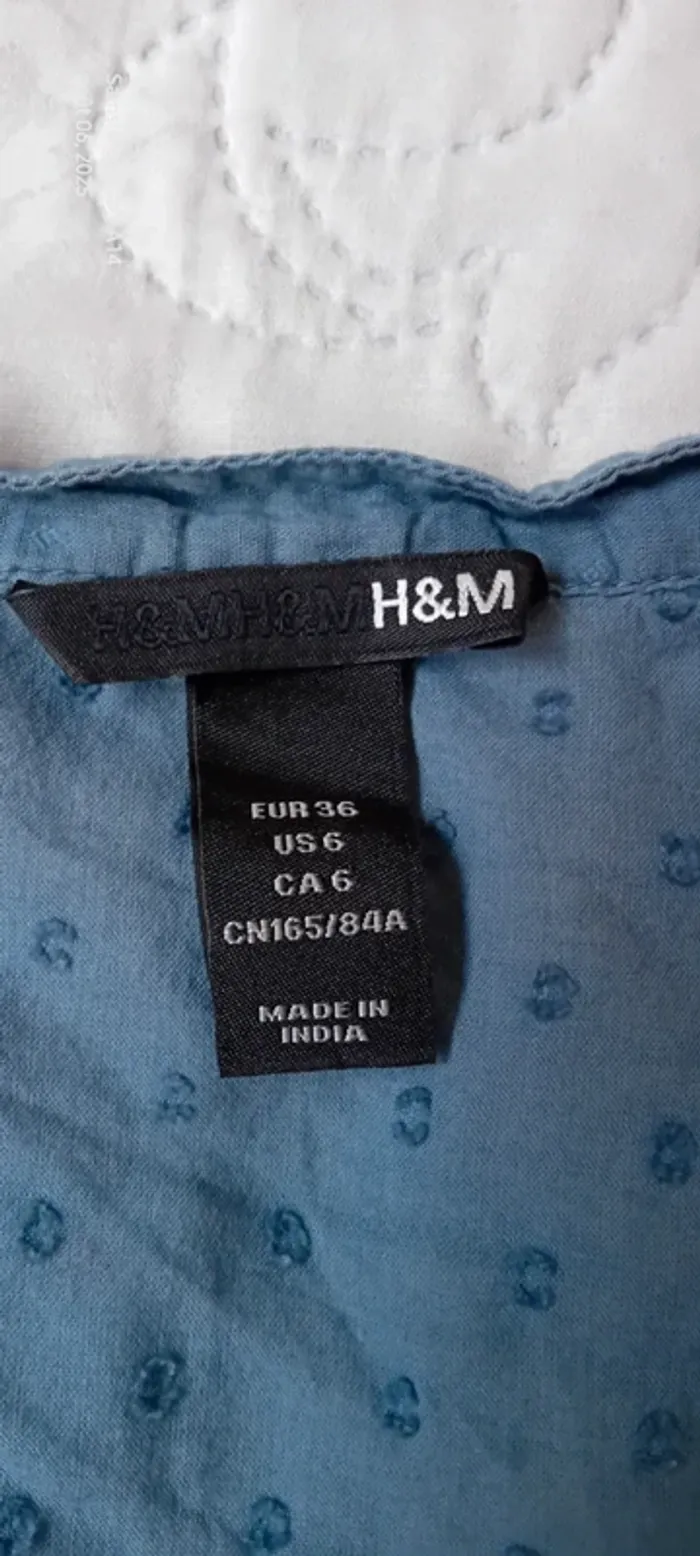 H&MH&MH&M
EUR 36
US 6
CA 6
CN165/84A
MADE IN
INDIA